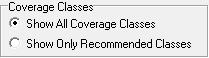 Coverage Classes
Show All Coverage Classes
Show Only Recommended Classes